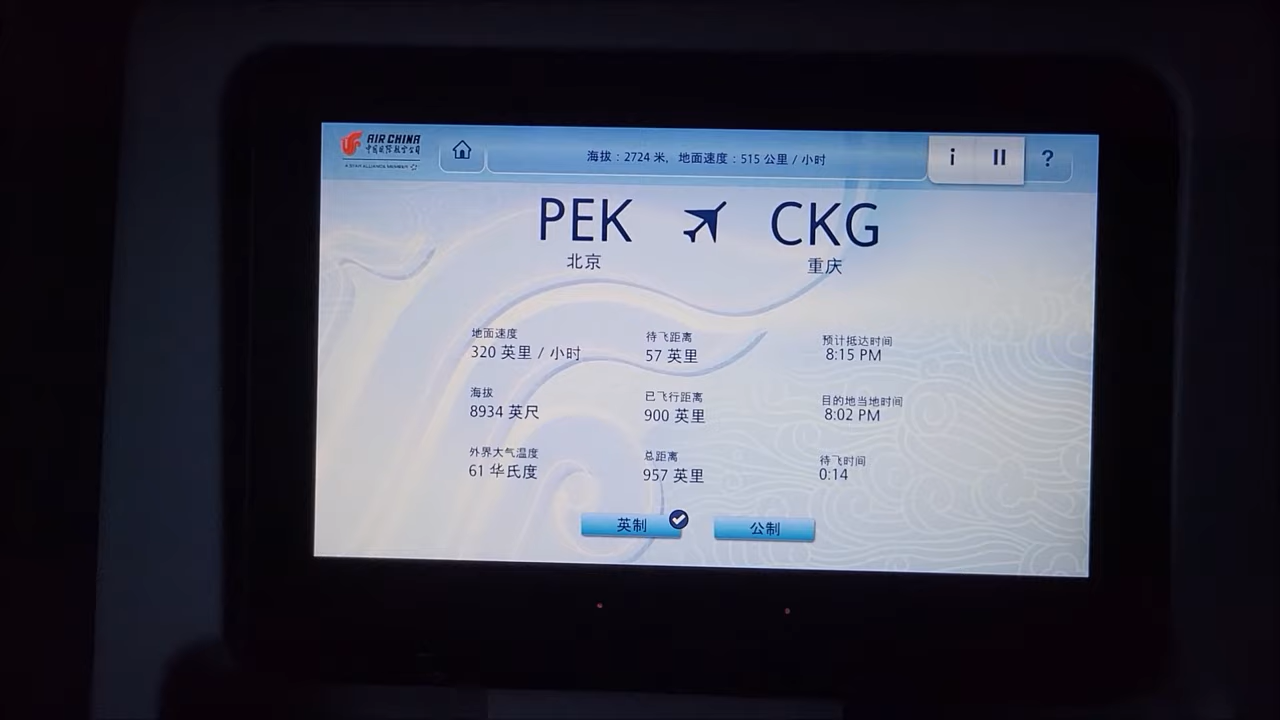 AIR CHINA
中国国际航空公司
A STAR ALLIANCE MEMBER
海拔：2724 米，地面速度：515 公里 / 小时
i
?
PEK CKG
北京 重庆
地面速度 待飞距离 预计抵达时间
320 英里 / 小时 57 英里 8:15 PM
海拔 已飞行距离 目的地当地时间
8934 英尺 900 英里 8:02 PM
外界大气温度 总距离 待飞时间
61 华氏度 957 英里 0:14
英制 公制